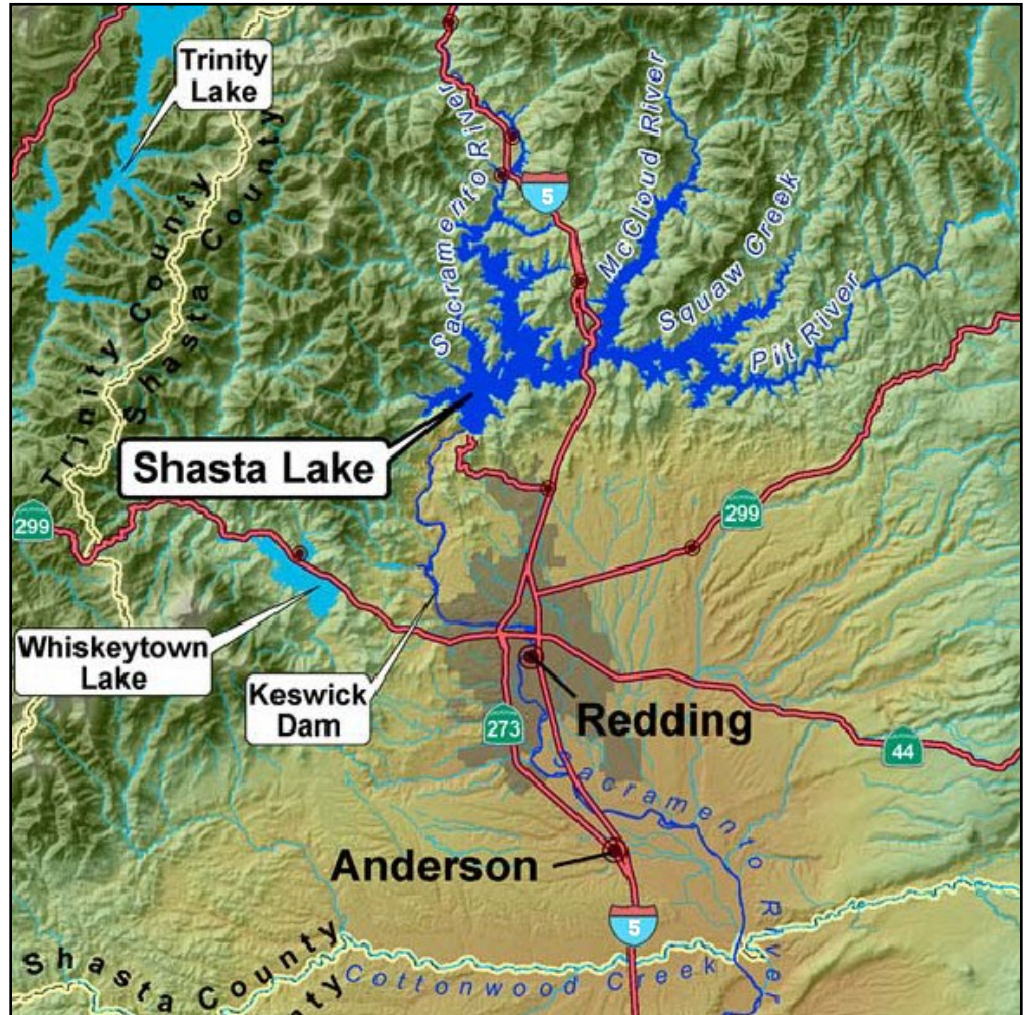 Trinity
Lake
Sacramento River
McCloud River
5
Squaw Creek
Pit River
Trinity County
Shasta County
Shasta Lake
299
299
Whiskeytown
Lake
Keswick
Dam
Redding
273
44
Sacramento River
Anderson
5
Cottonwood Creek
Shasta County
nty